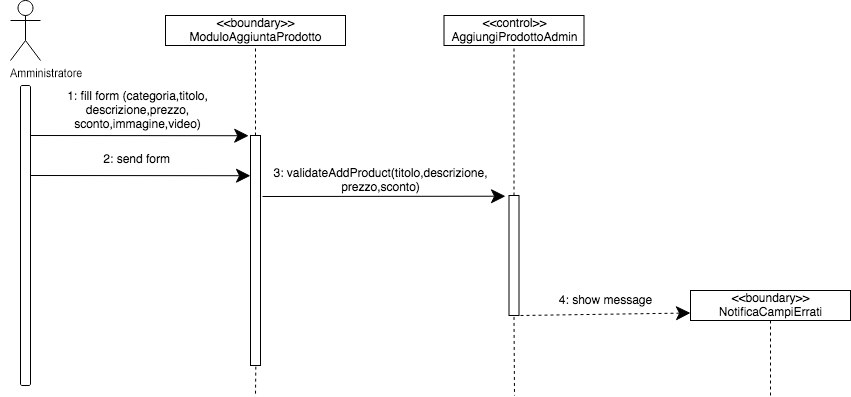 <<boundary>>
ModuloAggiuntaProdotto
<<control>>
AggiungiProdottoAdmin
Amministratore
1: fill form (categoria,titolo,
descrizione,prezzo,
sconto,immagine,video)
2: send form
3: validateAddProduct(titolo,descrizione,
prezzo,sconto)
4: show message
<<boundary>>
NotificaCampiErrati